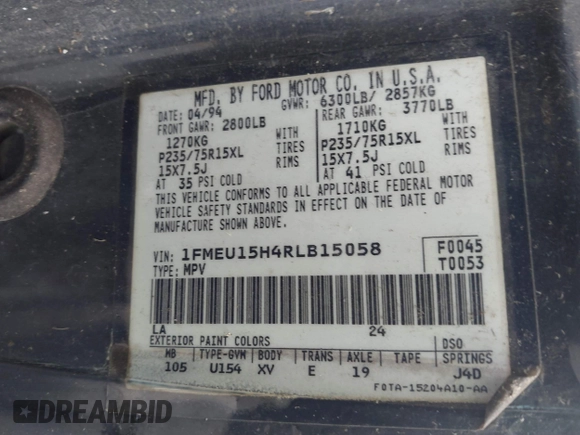 MFD. BY FORD MOTOR CO. IN U.S.A.
DATE: 04/94 GVWR: 6300LB/ 2857KG
FRONT GAWR: 2800LB REAR GAWR: 3770LB
1270KG WITH 1710KG WITH
P235/75R15XL TIRES P235/75R15XL TIRES
15X7.5J RIMS 15X7.5J RIMS
AT 35 PSI COLD AT 41 PSI COLD
THIS VEHICLE CONFORMS TO ALL APPLICABLE FEDERAL MOTOR
VEHICLE SAFETY STANDARDS IN EFFECT ON THE DATE OF
MANUFACTURE SHOWN ABOVE.
VIN: 1FMEU15H4RLB15058 F0045
TYPE: MPV T0053
LA 24
EXTERIOR PAINT COLORS DSO
MB TYPE-GVM BODY TRANS AXLE TAPE SPRINGS
105 U154 XV E 19 J4D
F0TA-15204A10-AA
DREAMBID